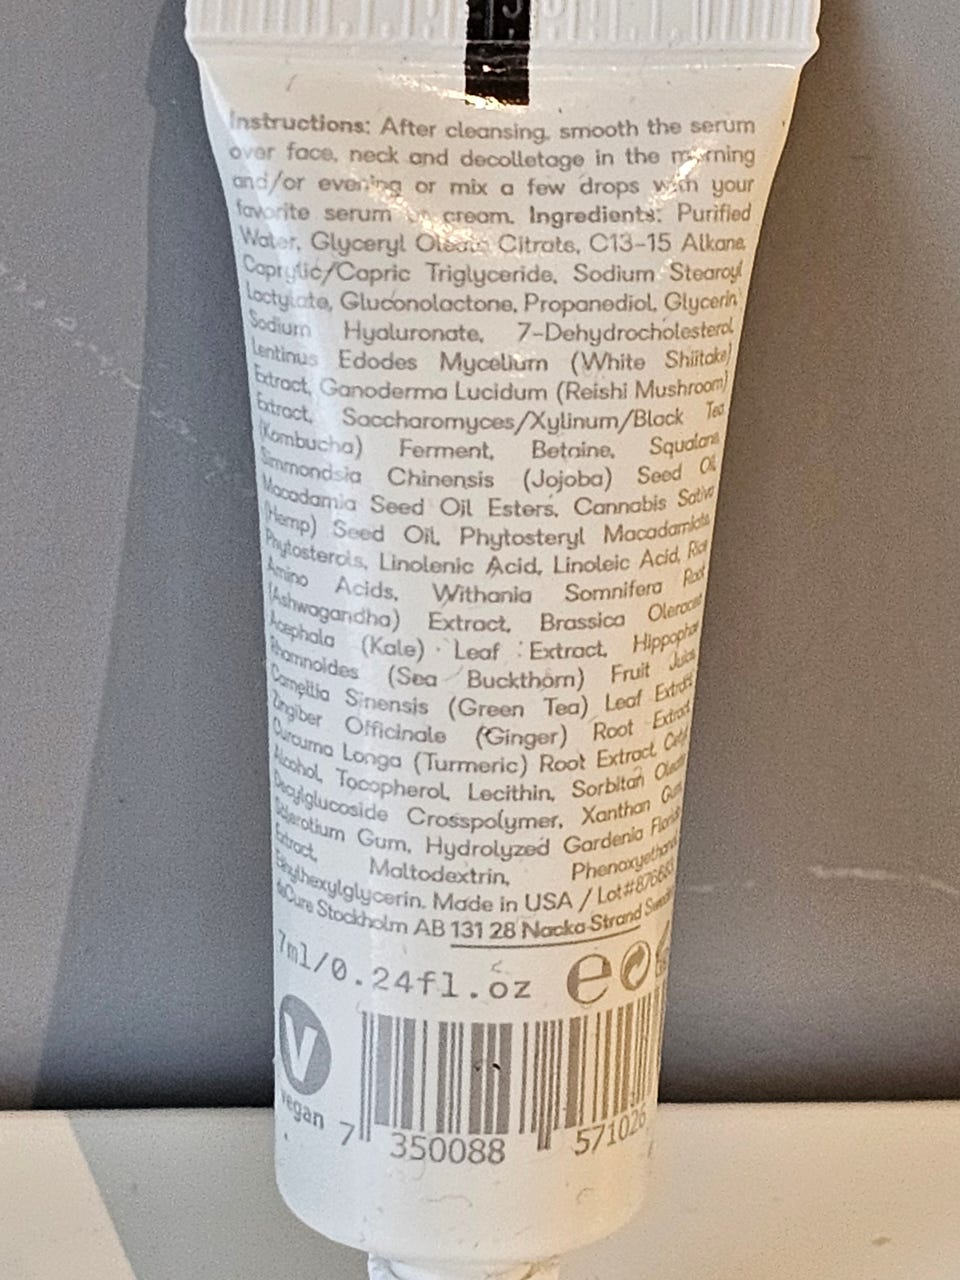 Instructions: After cleansing, smooth the serum
over face, neck and decolletage in the morning
and/or evening or mix a few drops with your
favorite serum or cream. Ingredients: Purified
Water, Glyceryl Oleate Citrate, C13-15 Alkane,
Caprylic/Capric Triglyceride, Sodium Stearoyl
Lactylate, Gluconolactone, Propanediol, Glycerin
Sodium Hyaluronate, 7-Dehydrocholesterol,
Lentinus Edodes Mycelium (White Shiitake)
Extract, Ganoderma Lucidum (Reishi Mushroom)
Extract, Saccharomyces/Xylinum/Black Tea
(Kombucha) Ferment, Betaine, Squalane,
Simmondsia Chinensis (Jojoba) Seed Oil,
Macadamia Seed Oil Esters, Cannabis Sativa
(Hemp) Seed Oil, Phytosteryl Macadamiate,
Phytosterols, Linolenic Acid, Linoleic Acid, Rice
Amino Acids, Withania Somnifera Root
(Ashwagandha) Extract, Brassica Oleracea
Acephala (Kale) Leaf Extract, Hippophae
Rhamnoides (Sea Buckthorn) Fruit Juice,
Camellia Sinensis (Green Tea) Leaf Extract,
Zingiber Officinale (Ginger) Root Extract,
Curcuma Longa (Turmeric) Root Extract, Cetyl
Alcohol, Tocopherol, Lecithin, Sorbitan Oleate
Decylglucoside Crosspolymer, Xanthan Gum,
Sclerotium Gum, Hydrolyzed Gardenia Florida
Extract, Maltodextrin, Phenoxyethanol,
Ethylhexylglycerin. Made in USA / Lot#876683
Stockholm AB 131 28 Nacka Strand Sweden
7ml/0.24fl.oz e
V
vegan
7 350088 571026